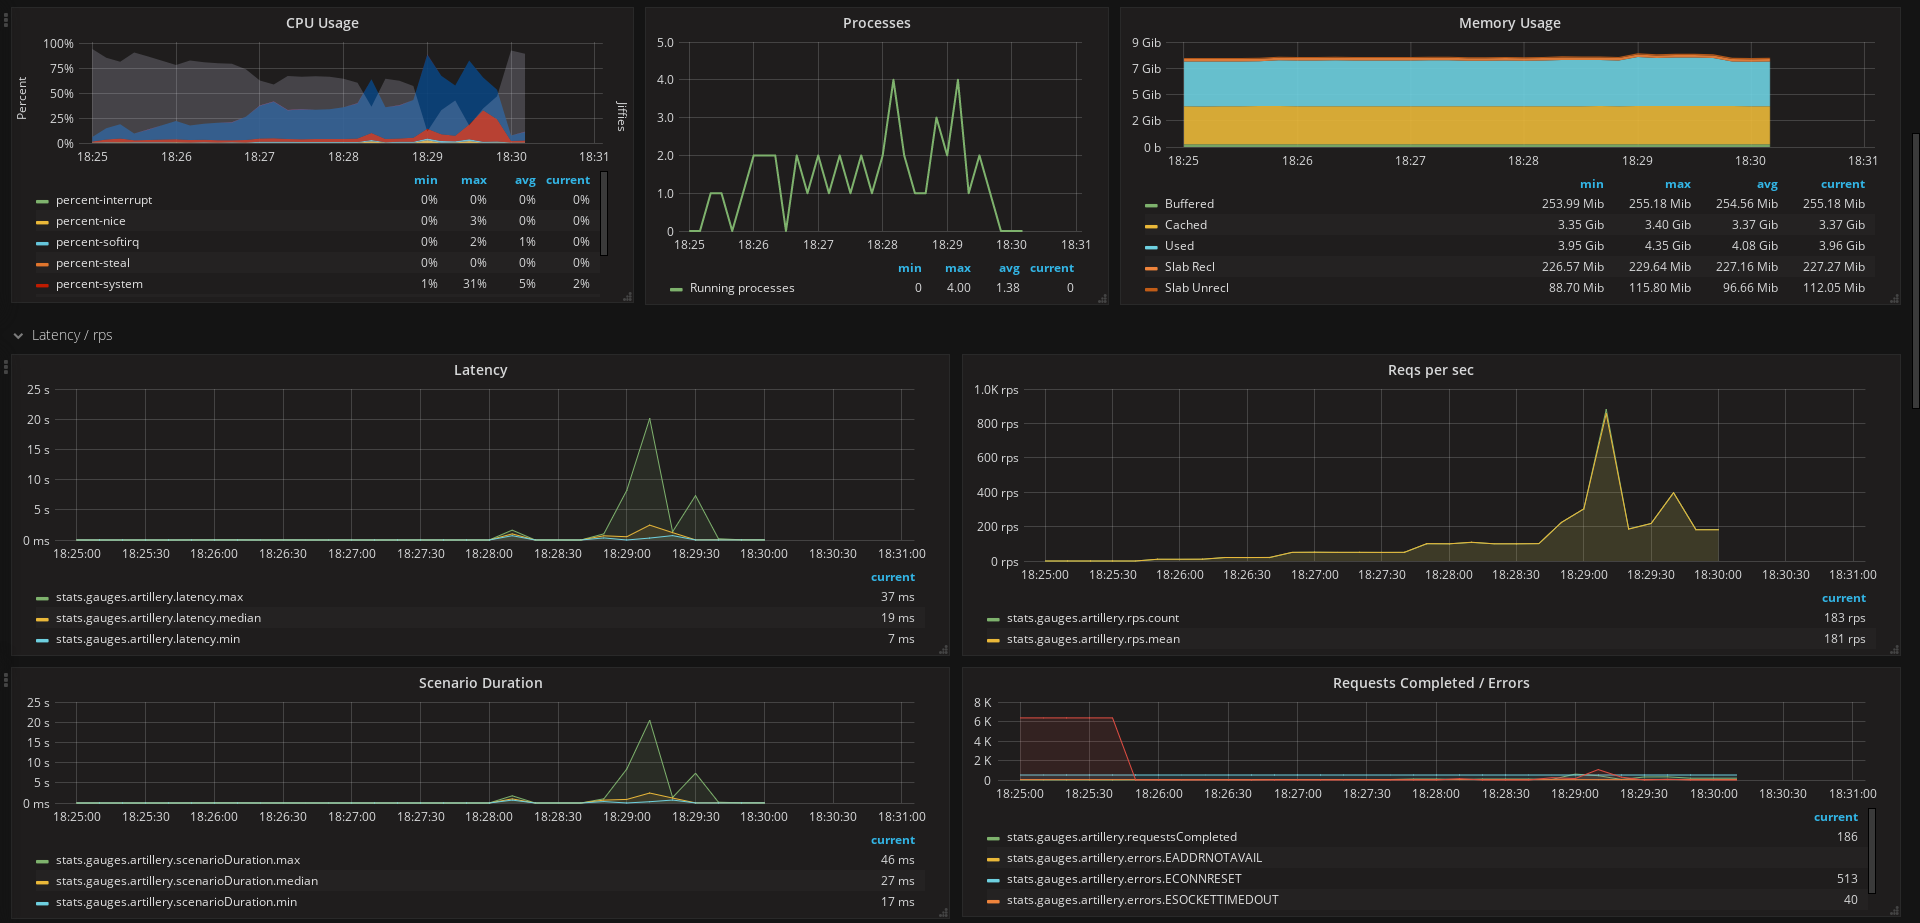 CPU Usage
Percent
Jiffies
100%
75%
50%
25%
0%
18:25 18:26 18:27 18:28 18:29 18:30 18:31
min max avg current
percent-interrupt 0% 0% 0% 0%
percent-nice 0% 3% 0% 0%
percent-softirq 0% 2% 1% 0%
percent-steal 0% 0% 0% 0%
percent-system 1% 31% 5% 2%
Processes
5.0
4.0
3.0
2.0
1.0
0
18:25 18:26 18:27 18:28 18:29 18:30 18:31
min max avg current
Running processes 0 4.00 1.38 0
Memory Usage
9 Gib
7 Gib
5 Gib
2 Gib
0 b
18:25 18:26 18:27 18:28 18:29 18:30 18:31
min max avg current
Buffered 253.99 Mib 255.18 Mib 254.56 Mib 255.18 Mib
Cached 3.35 Gib 3.40 Gib 3.37 Gib 3.37 Gib
Used 3.95 Gib 4.35 Gib 4.08 Gib 3.96 Gib
Slab Recl 226.57 Mib 229.64 Mib 227.16 Mib 227.27 Mib
Slab Unrecl 88.70 Mib 115.80 Mib 96.66 Mib 112.05 Mib
Latency / rps
Latency
25 s
20 s
15 s
10 s
5 s
0 ms
18:25:00 18:25:30 18:26:00 18:26:30 18:27:00 18:27:30 18:28:00 18:28:30 18:29:00 18:29:30 18:30:00 18:30:30 18:31:00
current
stats.gauges.artillery.latency.max 37 ms
stats.gauges.artillery.latency.median 19 ms
stats.gauges.artillery.latency.min 7 ms
Reqs per sec
1.0K rps
800 rps
600 rps
400 rps
200 rps
0 rps
18:25:00 18:25:30 18:26:00 18:26:30 18:27:00 18:27:30 18:28:00 18:28:30 18:29:00 18:29:30 18:30:00 18:30:30 18:31:00
current
stats.gauges.artillery.rps.count 183 rps
stats.gauges.artillery.rps.mean 181 rps
Scenario Duration
25 s
20 s
15 s
10 s
5 s
0 ms
18:25:00 18:25:30 18:26:00 18:26:30 18:27:00 18:27:30 18:28:00 18:28:30 18:29:00 18:29:30 18:30:00 18:30:30 18:31:00
current
stats.gauges.artillery.scenarioDuration.max 46 ms
stats.gauges.artillery.scenarioDuration.median 27 ms
stats.gauges.artillery.scenarioDuration.min 17 ms
Requests Completed / Errors
8 K
6 K
4 K
2 K
0
18:25:00 18:25:30 18:26:00 18:26:30 18:27:00 18:27:30 18:28:00 18:28:30 18:29:00 18:29:30 18:30:00 18:30:30 18:31:00
current
stats.gauges.artillery.requestsCompleted 186
stats.gauges.artillery.errors.EADDRNOTAVAIL
stats.gauges.artillery.errors.ECONNRESET 513
stats.gauges.artillery.errors.ESOCKETTIMEDOUT 40